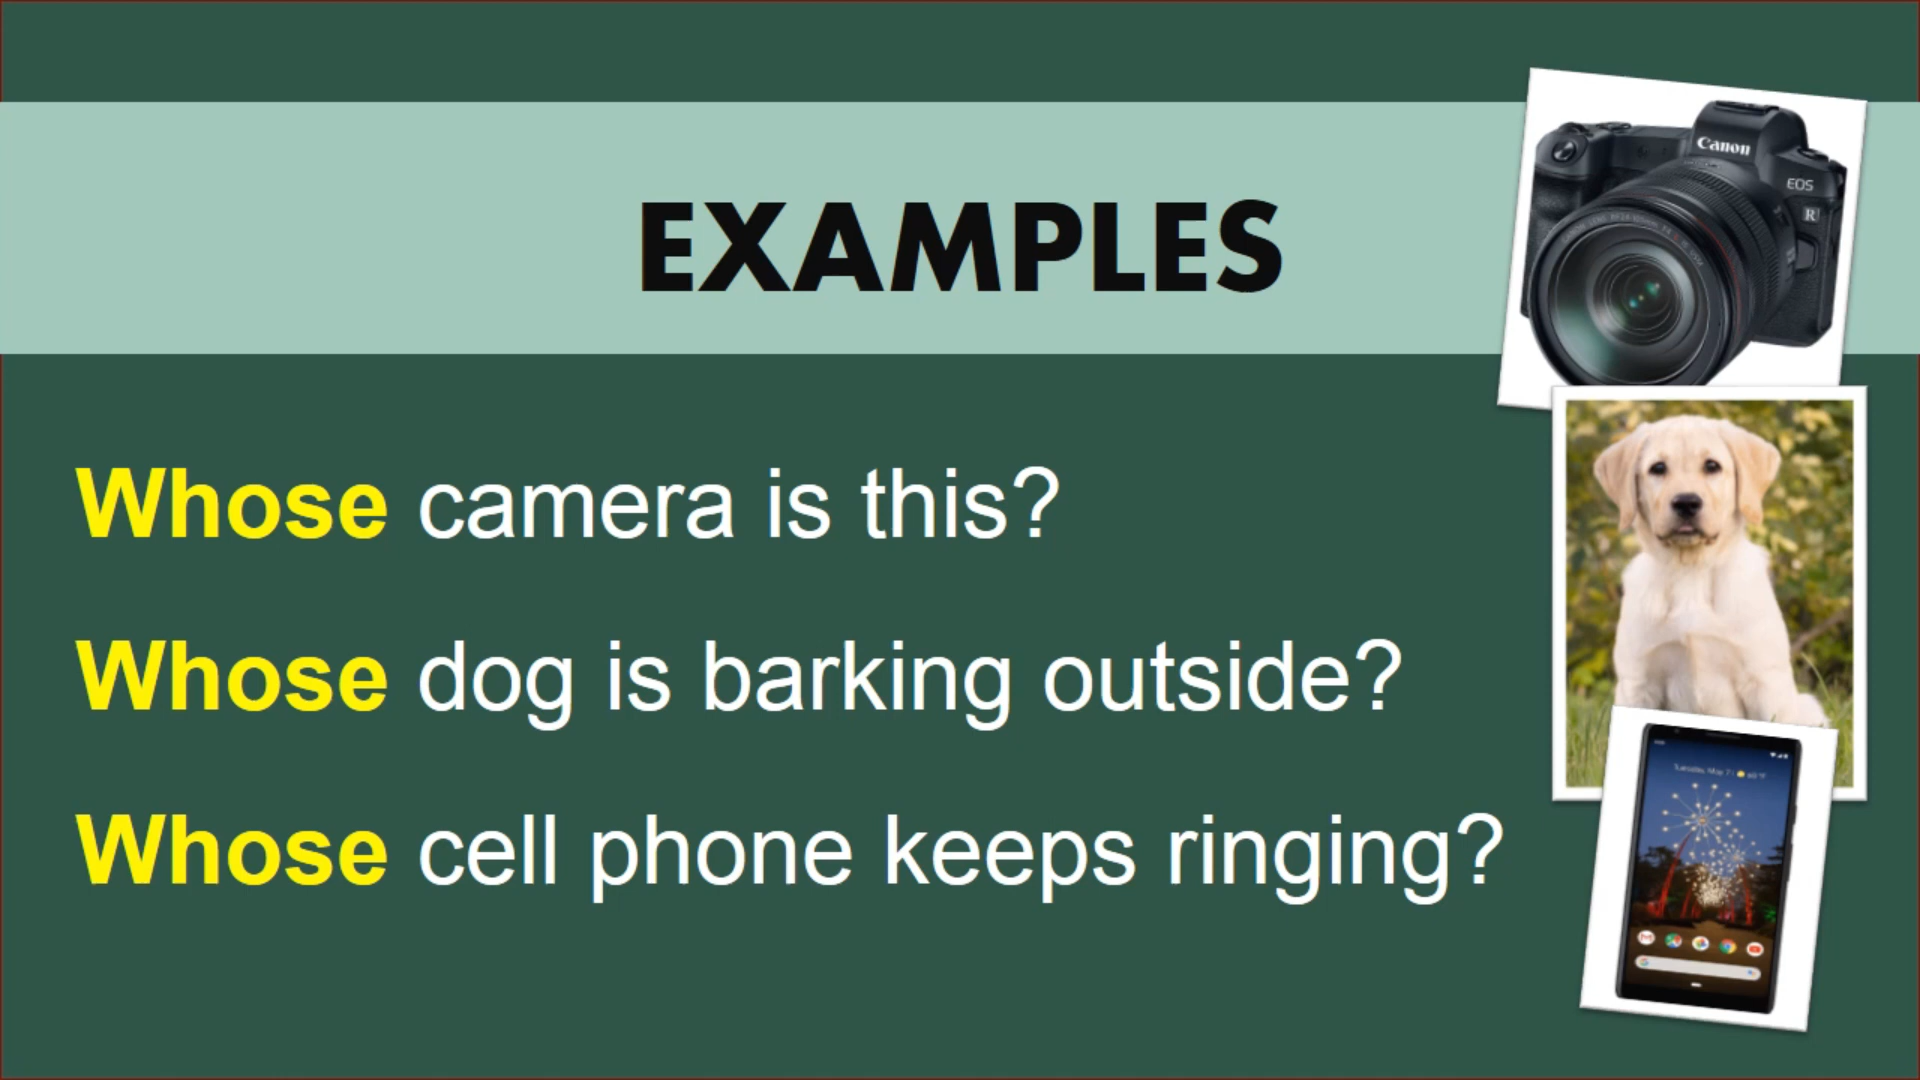 EXAMPLES
Whose camera is this?
Whose dog is barking outside?
Whose cell phone keeps ringing?
Canon
EOS
R